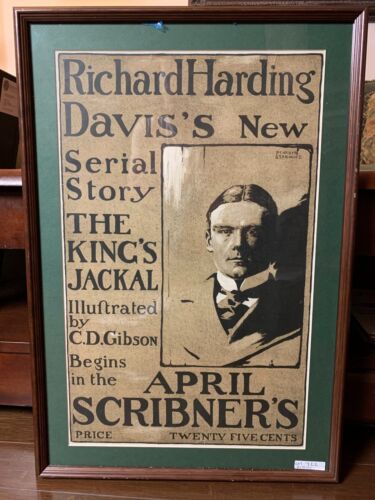 Richard Harding
Davis's New
Serial
Story
The
King's
Jackal
Illustrated
by
C.D. Gibson
Begins
in the
April
Scribner's
Price Twenty Five Cents